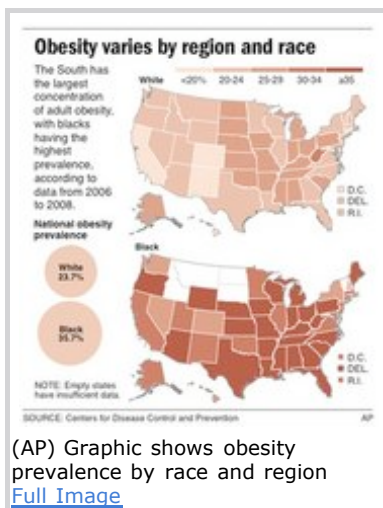 Obesity varies by region and race
The South has
the largest
concentration
of adult obesity,
with blacks
having the
highest
prevalence,
according to
data from 2006
to 2008.
White <20% 20-24 25-29 30-34 ≥35
D.C.
DEL.
R.I.
National obesity
prevalence
White
23.7%
Black
35.7%
Black
D.C.
DEL.
R.I.
NOTE: Empty states
have insufficient data.
SOURCE: Centers for Disease Control and Prevention AP
(AP) Graphic shows obesity
prevalence by race and region
Full Image